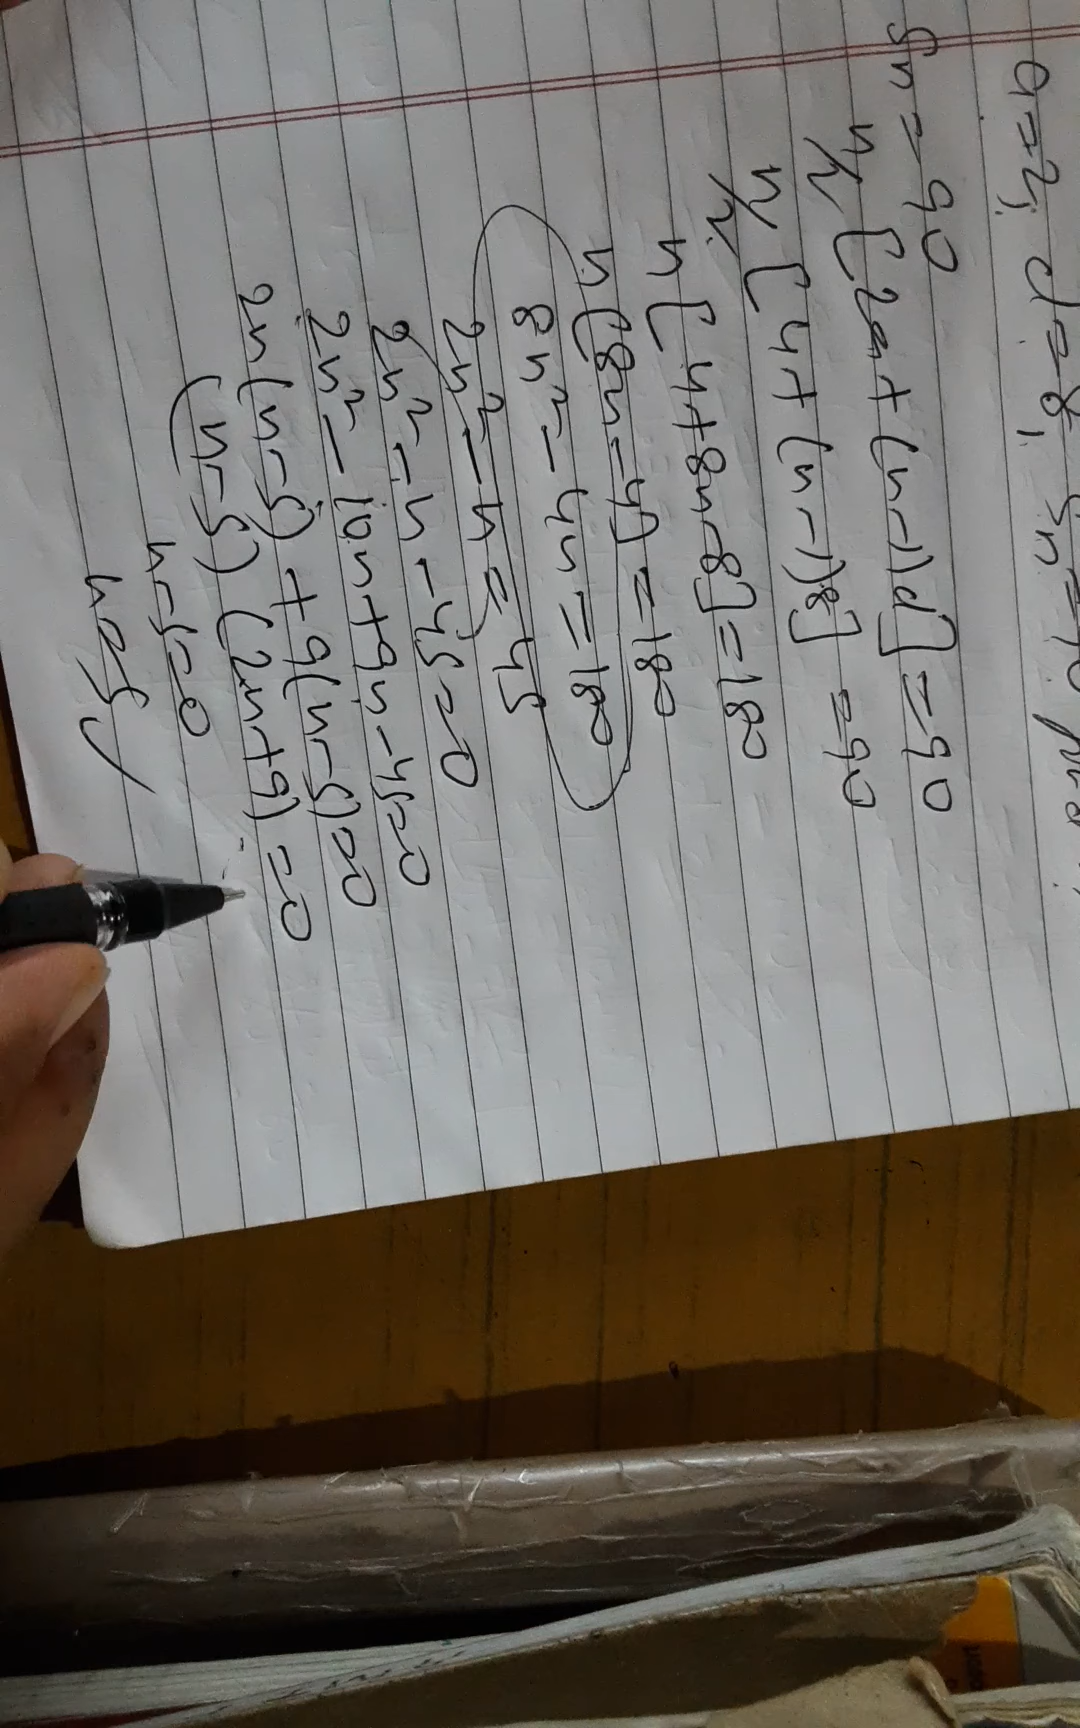 a=2, d=8, Sn=90
Sn = 90
n/2 [2a+(n-1)d] = 90
n/2 [4+(n-1)8] = 90
n [4+8n-8] = 180
n(8n-4) = 180
8n² - 4n = 180
2n² - n = 45
2n² - n - 45 = 0
2n² - 10n + 9n - 45 = 0
2n(n-5) + 9(n-5) = 0
(n-5) (2n+9) = 0
n-5=0
n=5